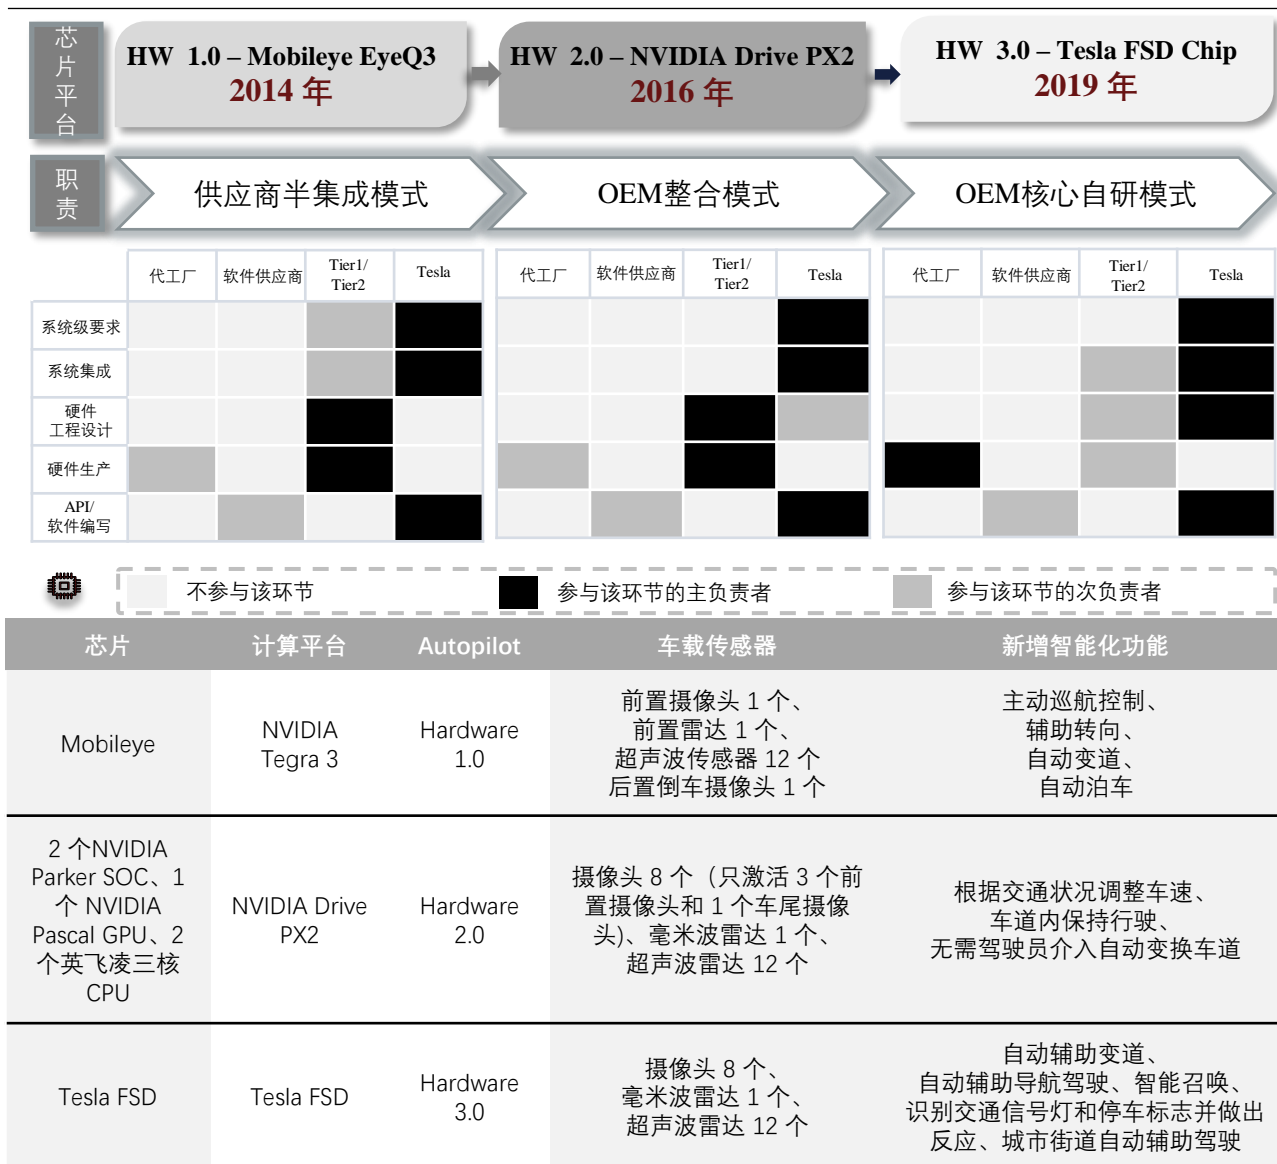 芯
片
平
台
HW 1.0 – Mobileye EyeQ3
2014 年
HW 2.0 – NVIDIA Drive PX2
2016 年
HW 3.0 – Tesla FSD Chip
2019 年
职
责
供应商半集成模式
OEM整合模式
OEM核心自研模式
代工厂
软件供应商
Tier1/
Tier2
Tesla
代工厂
软件供应商
Tier1/
Tier2
Tesla
代工厂
软件供应商
Tier1/
Tier2
Tesla
系统级要求
系统集成
硬件
工程设计
硬件生产
API/
软件编写
不参与该环节
参与该环节的主负责者
参与该环节的次负责者
芯片
计算平台
Autopilot
车载传感器
新增智能化功能
Mobileye
NVIDIA
Tegra 3
Hardware
1.0
前置摄像头 1 个、
前置雷达 1 个、
超声波传感器 12 个
后置倒车摄像头 1 个
主动巡航控制、
辅助转向、
自动变道、
自动泊车
2 个NVIDIA
Parker SOC、1
个 NVIDIA
Pascal GPU、2
个英飞凌三核
CPU
NVIDIA Drive
PX2
Hardware
2.0
摄像头 8 个（只激活 3 个前
置摄像头和 1 个车尾摄像
头)、毫米波雷达 1 个、
超声波雷达 12 个
根据交通状况调整车速、
车道内保持行驶、
无需驾驶员介入自动变换车道
Tesla FSD
Tesla FSD
Hardware
3.0
摄像头 8 个、
毫米波雷达 1 个、
超声波雷达 12 个
自动辅助变道、
自动辅助导航驾驶、智能召唤、
识别交通信号灯和停车标志并做出
反应、城市街道自动辅助驾驶